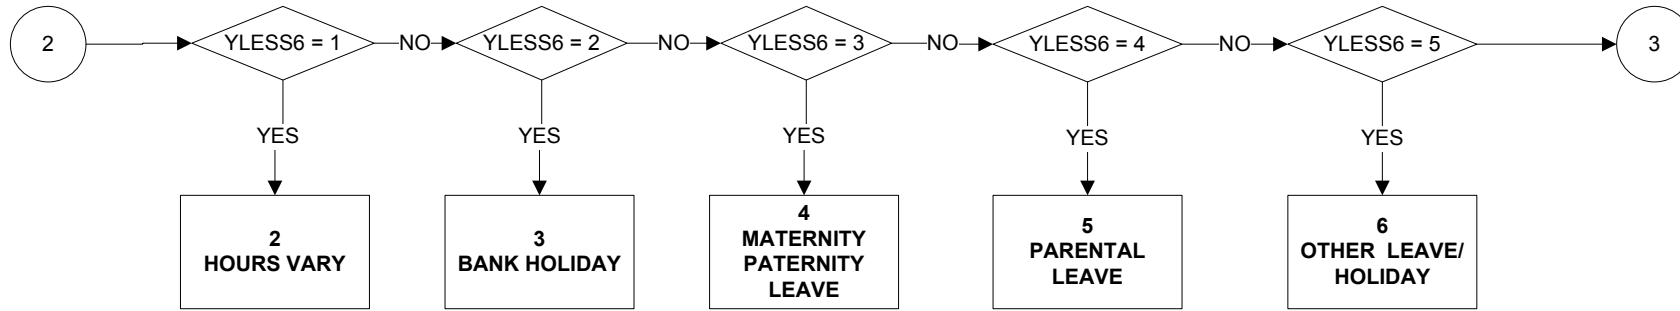 2
YLESS6 = 1
NO
YLESS6 = 2
NO
YLESS6 = 3
NO
YLESS6 = 4
NO
YLESS6 = 5
3
YES
YES
YES
YES
YES
2
HOURS VARY
3
BANK HOLIDAY
4
MATERNITY
PATERNITY
LEAVE
5
PARENTAL
LEAVE
6
OTHER LEAVE/
HOLIDAY